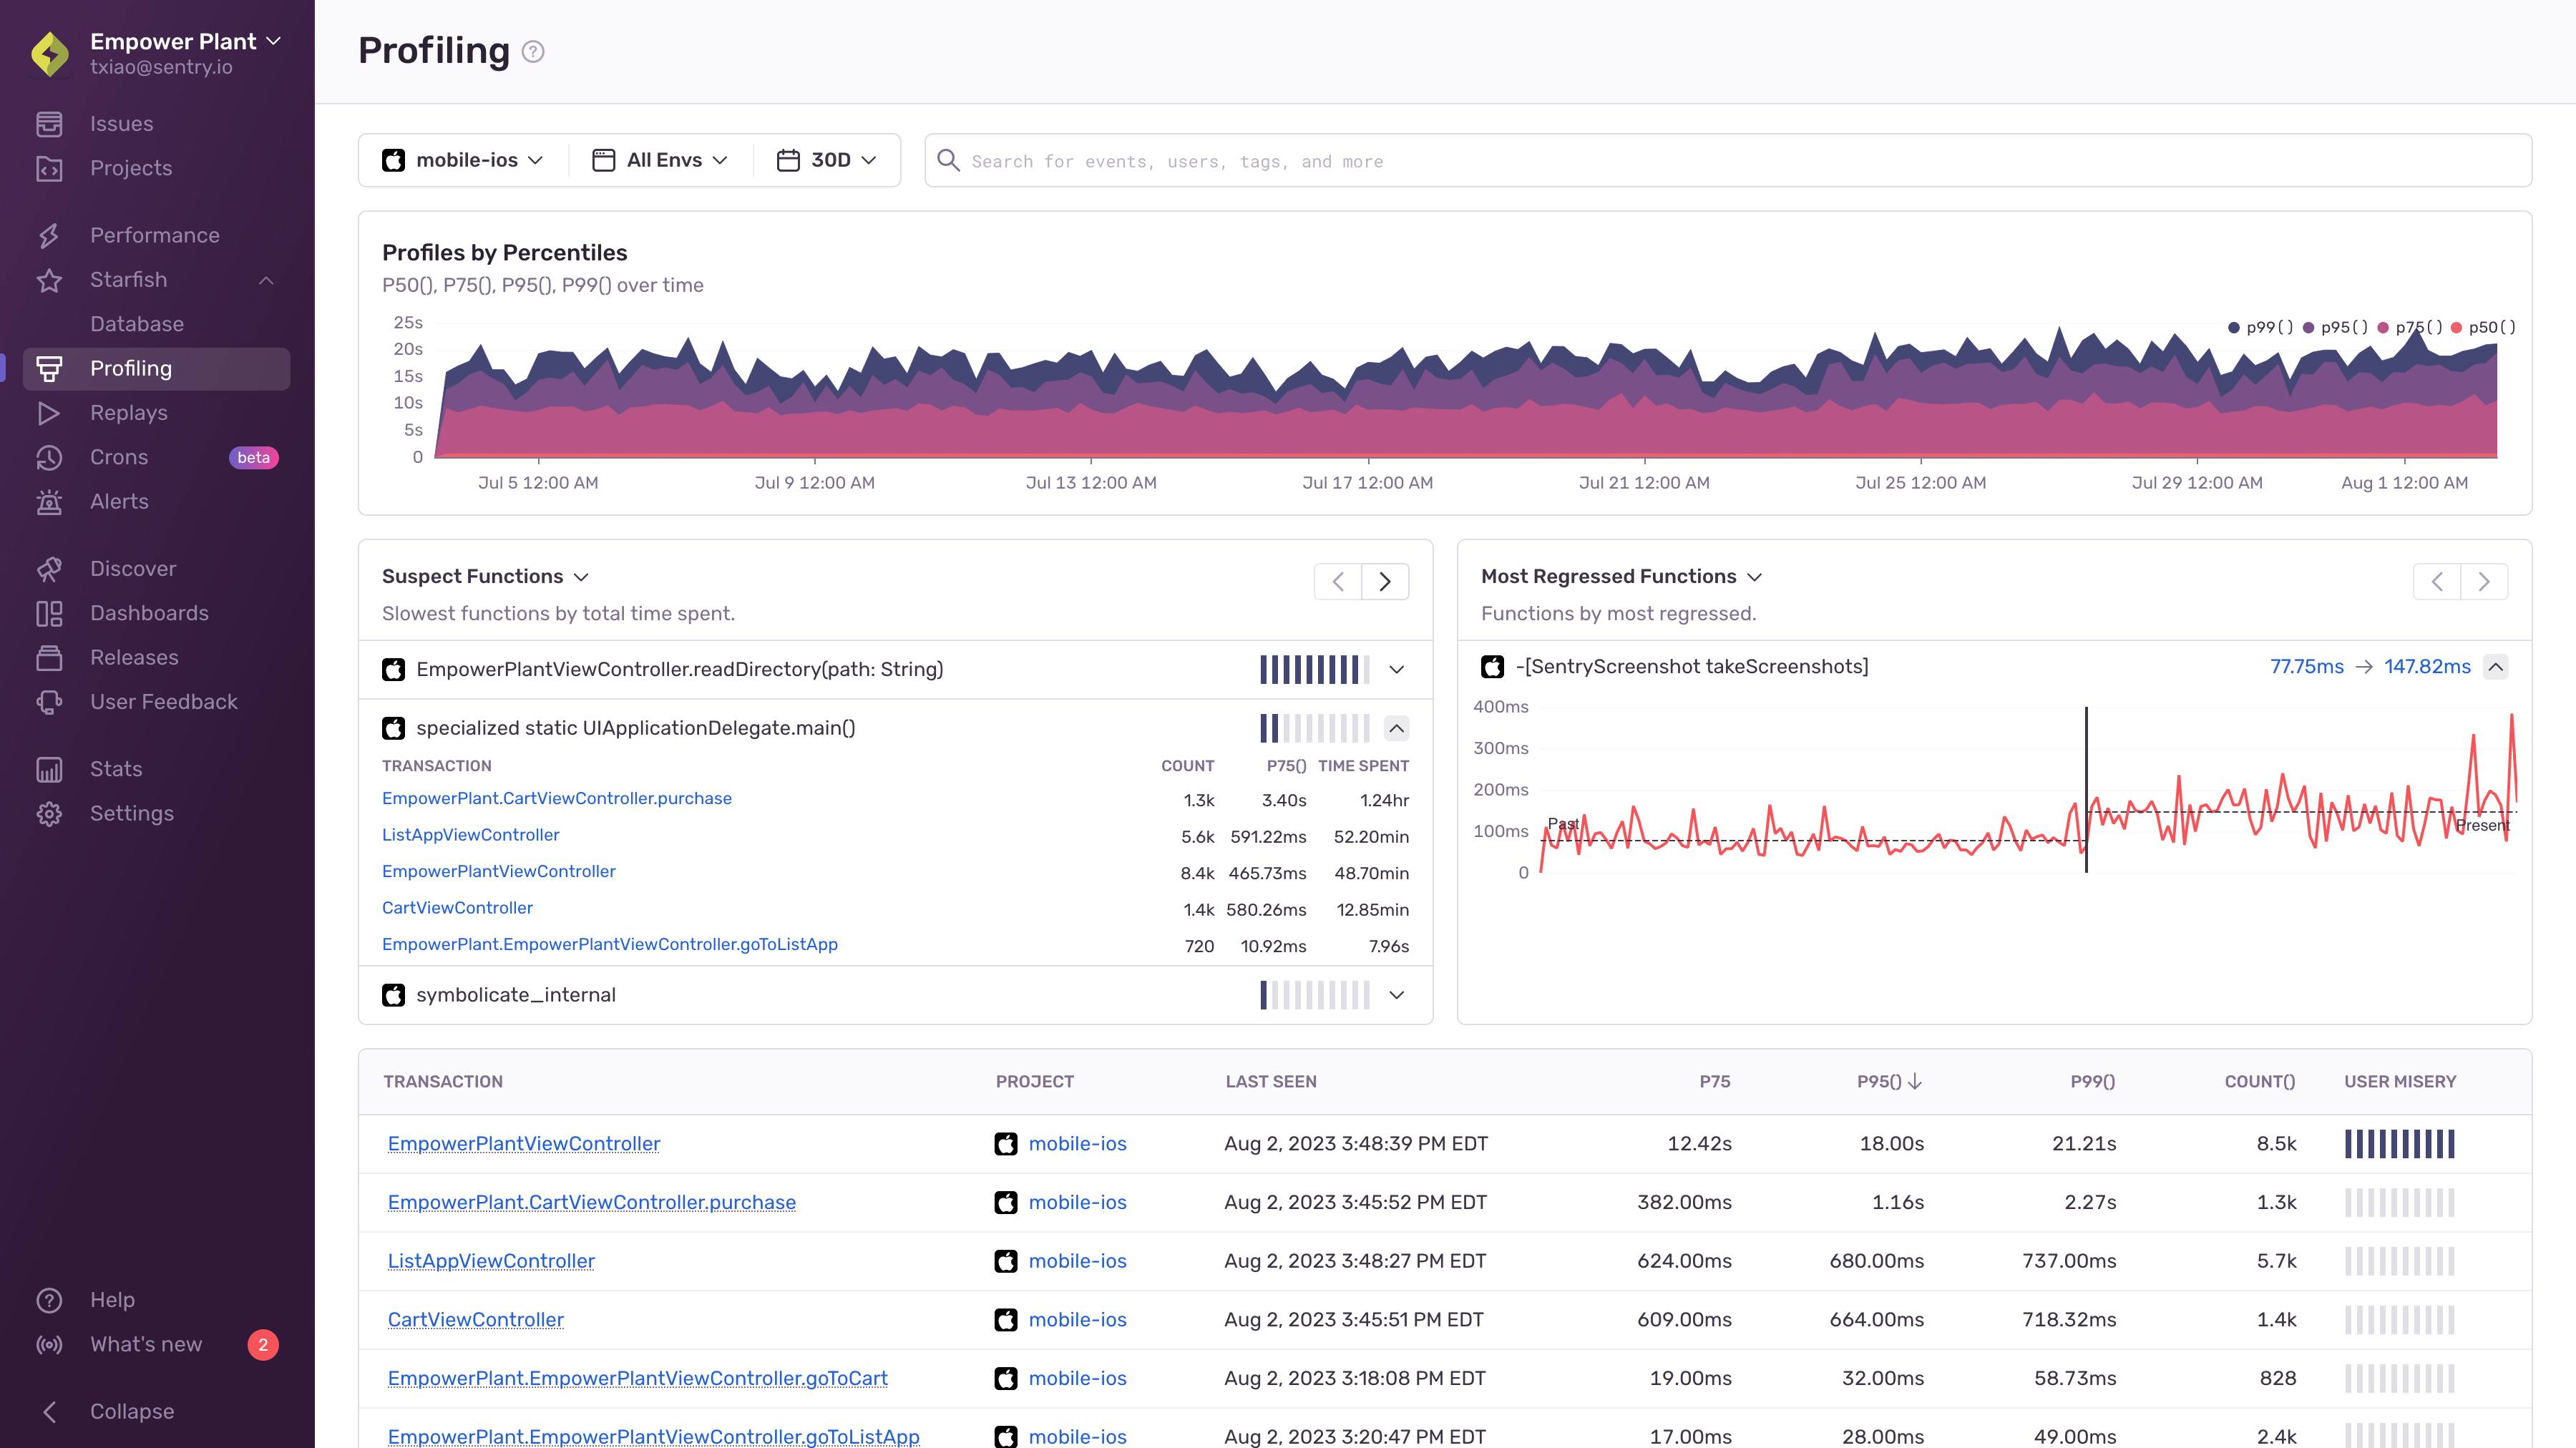 Empower Plant
txiao@sentry.io
Issues
Projects
Performance
Starfish
Database
Profiling
Replays
Crons beta
Alerts
Discover
Dashboards
Releases
User Feedback
Stats
Settings
Help
What's new 2
Collapse
Profiling
mobile-ios All Envs 30D Search for events, users, tags, and more
Profiles by Percentiles
P50(), P75(), P95(), P99() over time
p99() p95() p75() p50()
25s
20s
15s
10s
5s
0
Jul 5 12:00 AM Jul 9 12:00 AM Jul 13 12:00 AM Jul 17 12:00 AM Jul 21 12:00 AM Jul 25 12:00 AM Jul 29 12:00 AM Aug 1 12:00 AM
Suspect Functions
Slowest functions by total time spent.
EmpowerPlantViewController.readDirectory(path: String)
specialized static UIApplicationDelegate.main()
TRANSACTION COUNT P75() TIME SPENT
EmpowerPlant.CartViewController.purchase 1.3k 3.40s 1.24hr
ListAppViewController 5.6k 591.22ms 52.20min
EmpowerPlantViewController 8.4k 465.73ms 48.70min
CartViewController 1.4k 580.26ms 12.85min
EmpowerPlant.EmpowerPlantViewController.goToListApp 720 10.92ms 7.96s
symbolicate_internal
Most Regressed Functions
Functions by most regressed.
-[SentryScreenshot takeScreenshots] 77.75ms → 147.82ms
400ms
300ms
200ms
100ms
0
Past
Present
TRANSACTION PROJECT LAST SEEN P75 P95() ↓ P99() COUNT() USER MISERY
EmpowerPlantViewController mobile-ios Aug 2, 2023 3:48:39 PM EDT 12.42s 18.00s 21.21s 8.5k
EmpowerPlant.CartViewController.purchase mobile-ios Aug 2, 2023 3:45:52 PM EDT 382.00ms 1.16s 2.27s 1.3k
ListAppViewController mobile-ios Aug 2, 2023 3:48:27 PM EDT 624.00ms 680.00ms 737.00ms 5.7k
CartViewController mobile-ios Aug 2, 2023 3:45:51 PM EDT 609.00ms 664.00ms 718.32ms 1.4k
EmpowerPlant.EmpowerPlantViewController.goToCart mobile-ios Aug 2, 2023 3:18:08 PM EDT 19.00ms 32.00ms 58.73ms 828
EmpowerPlant.EmpowerPlantViewController.goToListApp mobile-ios Aug 2, 2023 3:20:47 PM EDT 17.00ms 28.00ms 49.00ms 2.4k